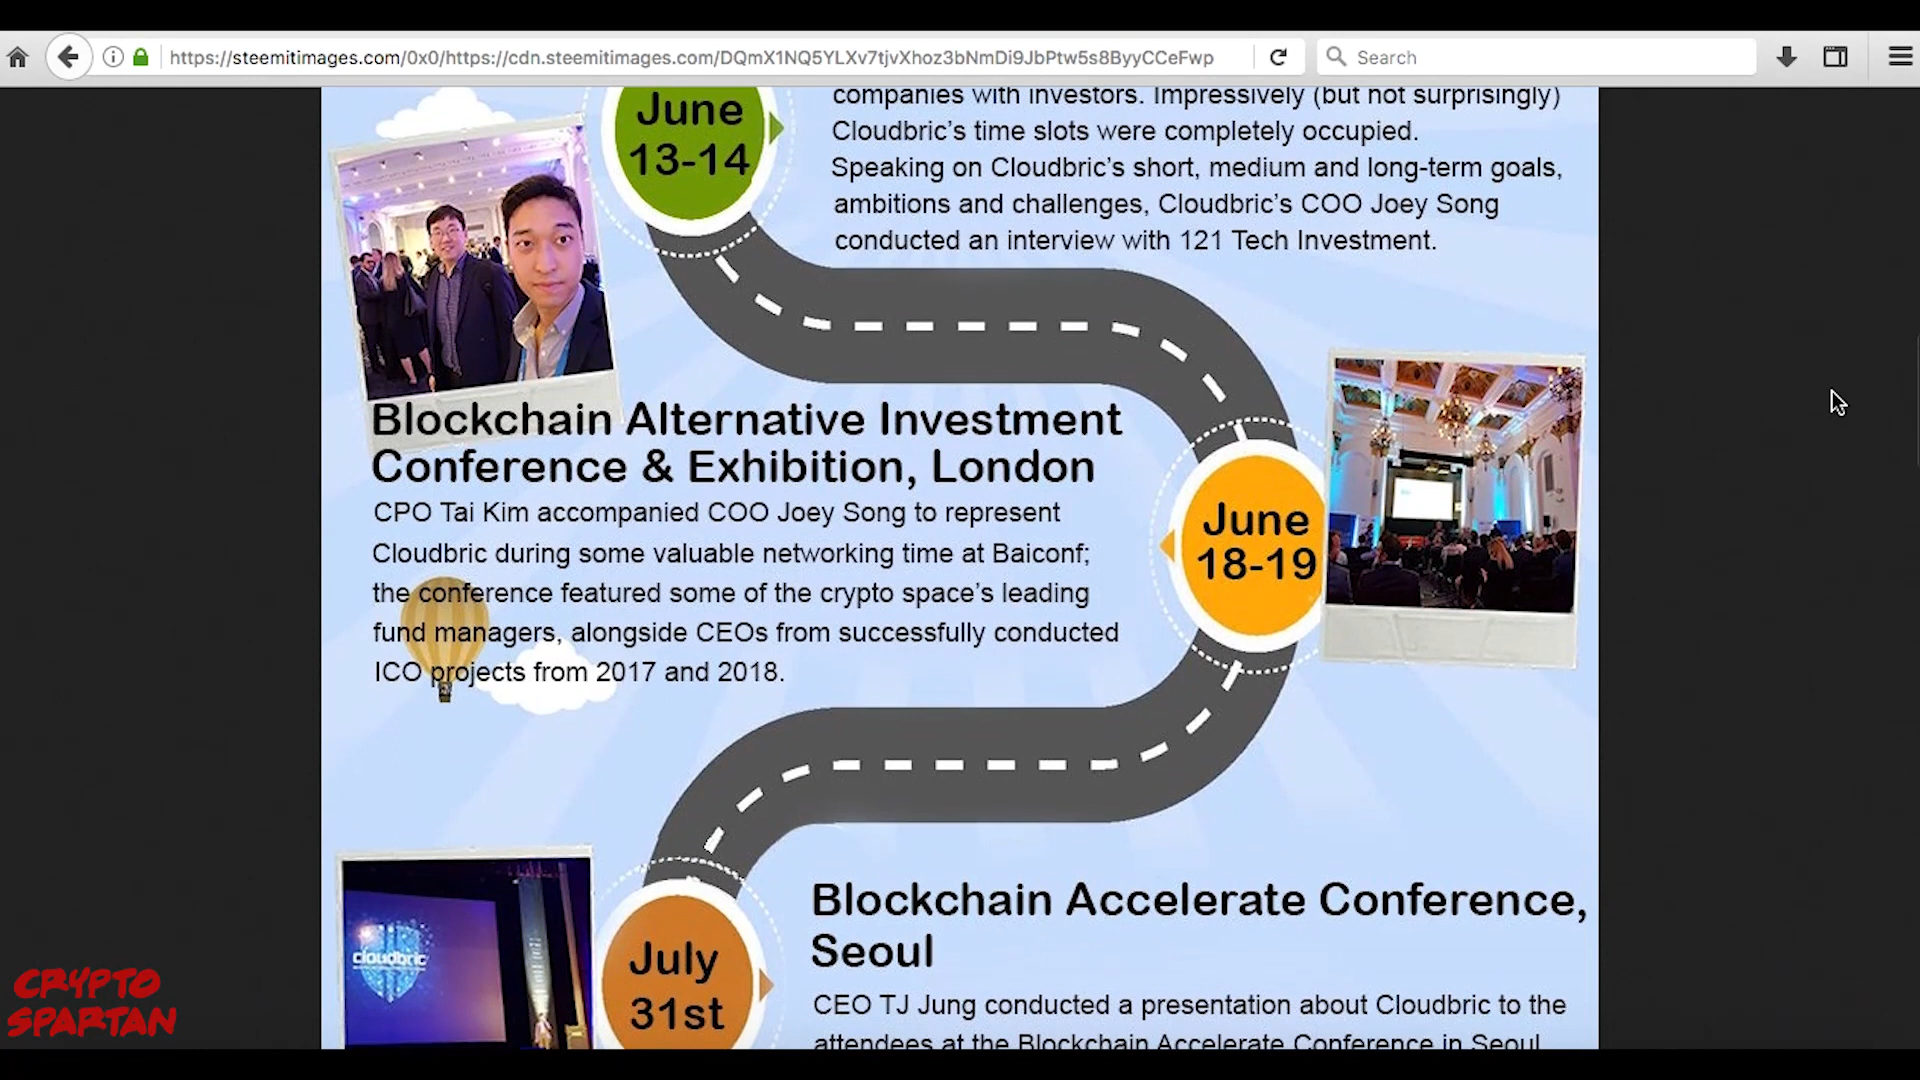 https://steemitimages.com/0x0/https://cdn.steemitimages.com/DQmX1NQ5YLXv7tjvXhoz3bNmDi9JbPtw5s8ByyCCeFwp
Search
June
13-14
companies with investors. Impressively (but not surprisingly)
Cloudbric's time slots were completely occupied.
Speaking on Cloudbric's short, medium and long-term goals,
ambitions and challenges, Cloudbric's COO Joey Song
conducted an interview with 121 Tech Investment.
Blockchain Alternative Investment
Conference & Exhibition, London
CPO Tai Kim accompanied COO Joey Song to represent
Cloudbric during some valuable networking time at Baiconf;
the conference featured some of the crypto space's leading
fund managers, alongside CEOs from successfully conducted
ICO projects from 2017 and 2018.
June
18-19
cloudbric
July
31st
Blockchain Accelerate Conference,
Seoul
CEO TJ Jung conducted a presentation about Cloudbric to the
attendees at the Blockchain Accelerate Conference in Seoul
CRYPTO
SPARTAN